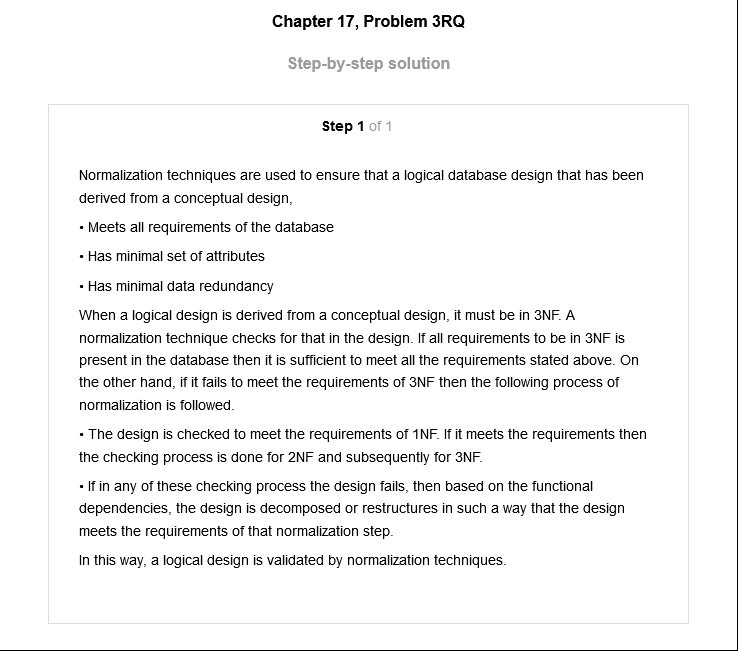 Chapter 17, Problem 3RQ
Step-by-step solution
Step 1 of 1
Normalization techniques are used to ensure that a logical database design that has been
derived from a conceptual design,
• Meets all requirements of the database
• Has minimal set of attributes
• Has minimal data redundancy
When a logical design is derived from a conceptual design, it must be in 3NF. A
normalization technique checks for that in the design. If all requirements to be in 3NF is
present in the database then it is sufficient to meet all the requirements stated above. On
the other hand, if it fails to meet the requirements of 3NF then the following process of
normalization is followed.
• The design is checked to meet the requirements of 1NF. If it meets the requirements then
the checking process is done for 2NF and subsequently for 3NF.
• If in any of these checking process the design fails, then based on the functional
dependencies, the design is decomposed or restructures in such a way that the design
meets the requirements of that normalization step.
In this way, a logical design is validated by normalization techniques.